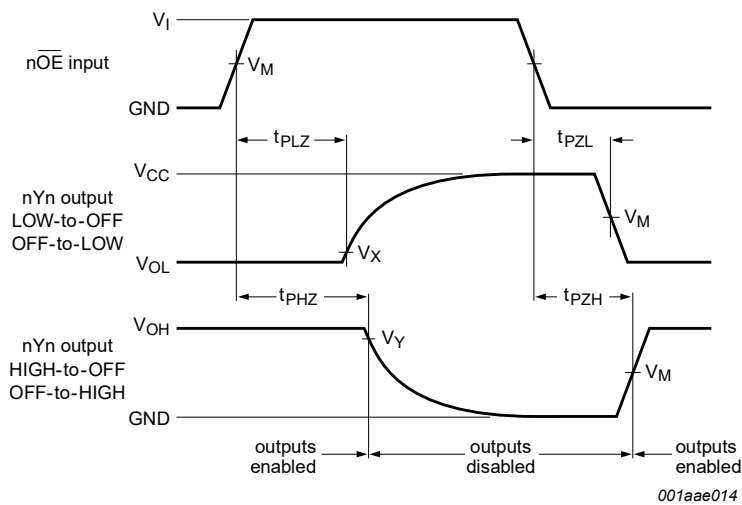 VI
nOE input
VM
GND
tPLZ
tPZL
VCC
nYn output
LOW-to-OFF
OFF-to-LOW
VM
VX
VOL
tPHZ
tPZH
VOH
nYn output
HIGH-to-OFF
OFF-to-HIGH
VY
VM
GND
outputs
enabled
outputs
disabled
outputs
enabled
001aae014